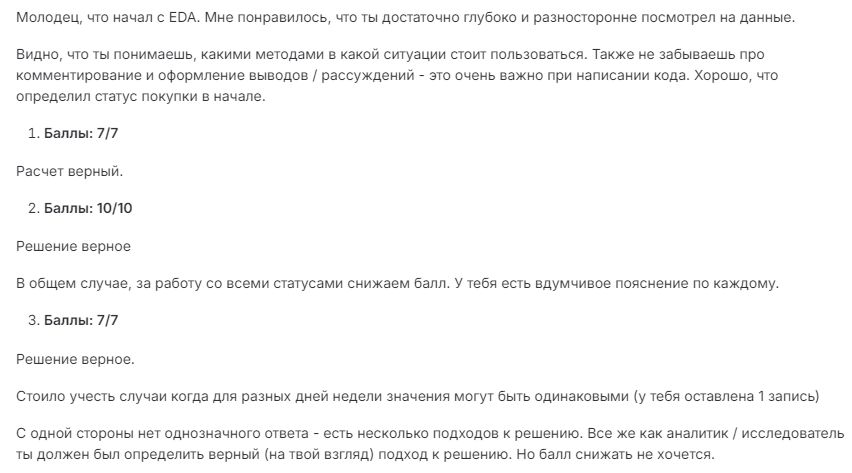 Молодец, что начал с EDA. Мне понравилось, что ты достаточно глубоко и разносторонне посмотрел на данные.
Видно, что ты понимаешь, какими методами в какой ситуации стоит пользоваться. Также не забываешь про
комментирование и оформление выводов / рассуждений - это очень важно при написании кода. Хорошо, что
определил статус покупки в начале.
1. Баллы: 7/7
Расчет верный.
2. Баллы: 10/10
Решение верное
В общем случае, за работу со всеми статусами снижаем балл. У тебя есть вдумчивое пояснение по каждому.
3. Баллы: 7/7
Решение верное.
Стоило учесть случаи когда для разных дней недели значения могут быть одинаковыми (у тебя оставлена 1 запись)
С одной стороны нет однозначного ответа - есть несколько подходов к решению. Все же как аналитик / исследователь
ты должен был определить верный (на твой взгляд) подход к решению. Но балл снижать не хочется.